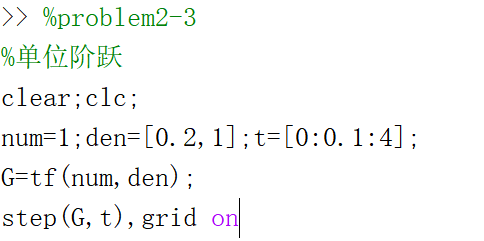 >> %problem2-3
%单位阶跃
clear;clc;
num=1;den=[0.2,1];t=[0:0.1:4];
G=tf(num,den);
step(G,t),grid on